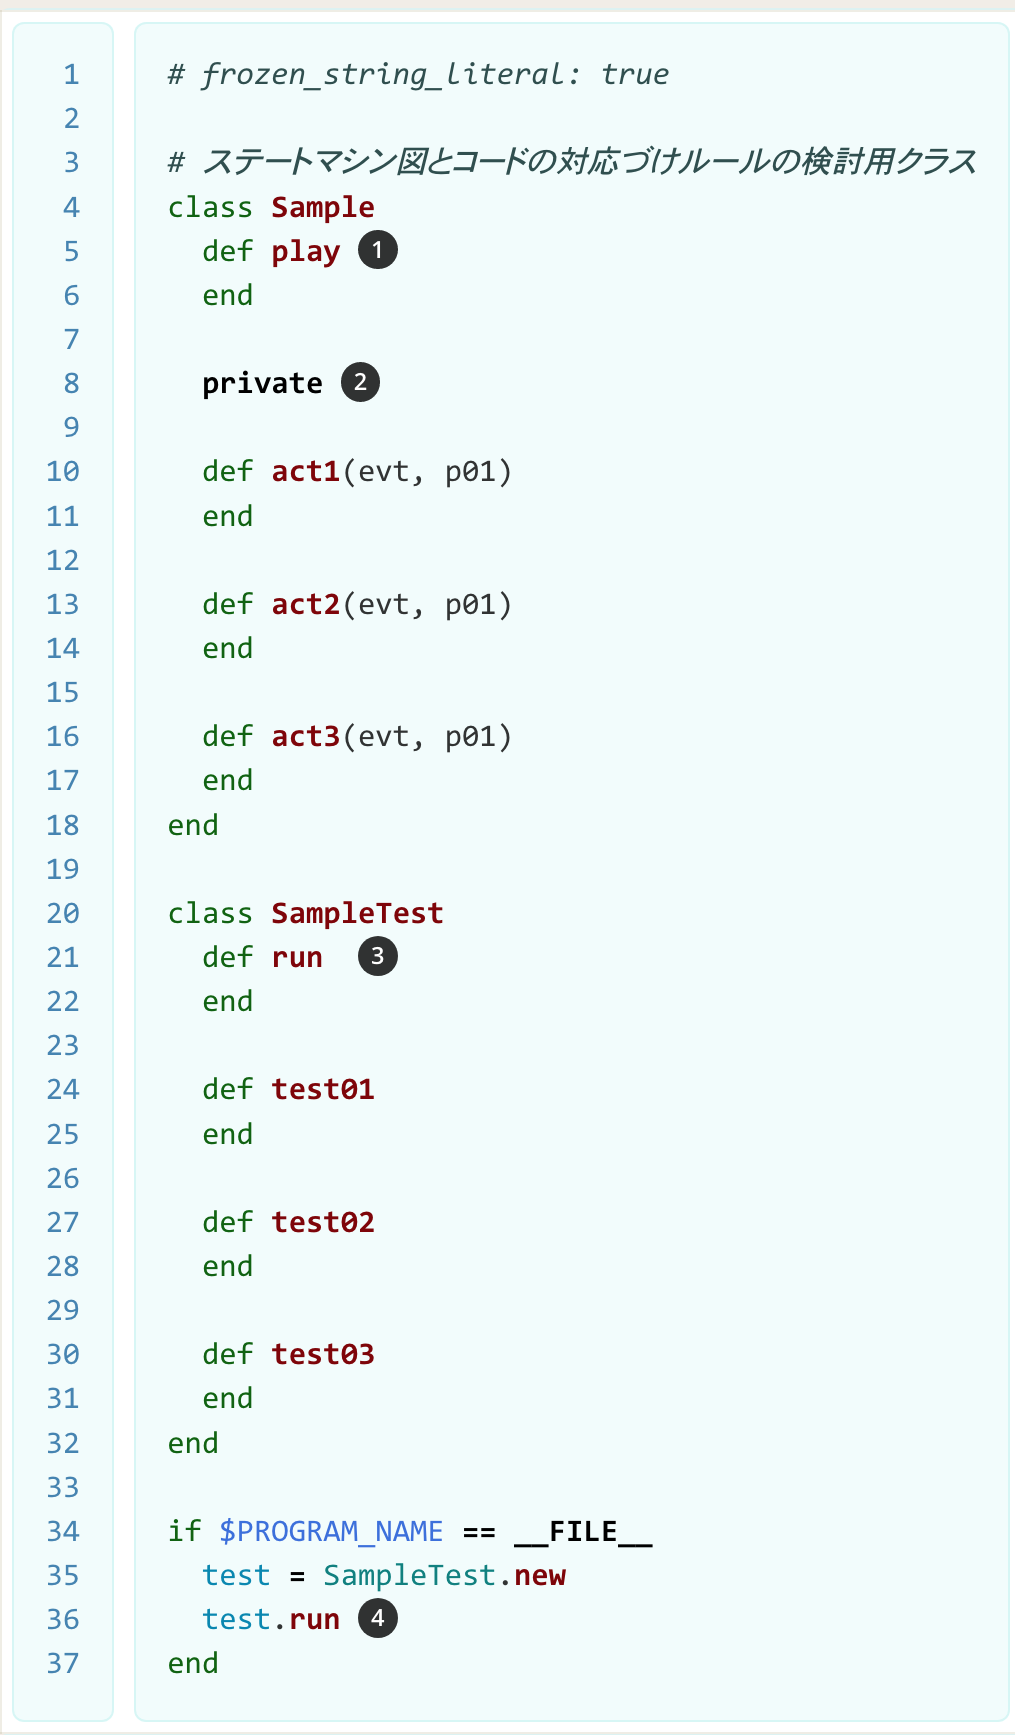 1 # frozen_string_literal: true
2
3 # ステートマシン図とコードの対応づけルールの検討用クラス
4 class Sample
5   def play 1
6   end
7
8   private 2
9
10   def act1(evt, p01)
11   end
12
13   def act2(evt, p01)
14   end
15
16   def act3(evt, p01)
17   end
18 end
19
20 class SampleTest
21   def run  3
22   end
23
24   def test01
25   end
26
27   def test02
28   end
29
30   def test03
31   end
32 end
33
34 if $PROGRAM_NAME == __FILE__
35   test = SampleTest.new
36   test.run 4
37 end